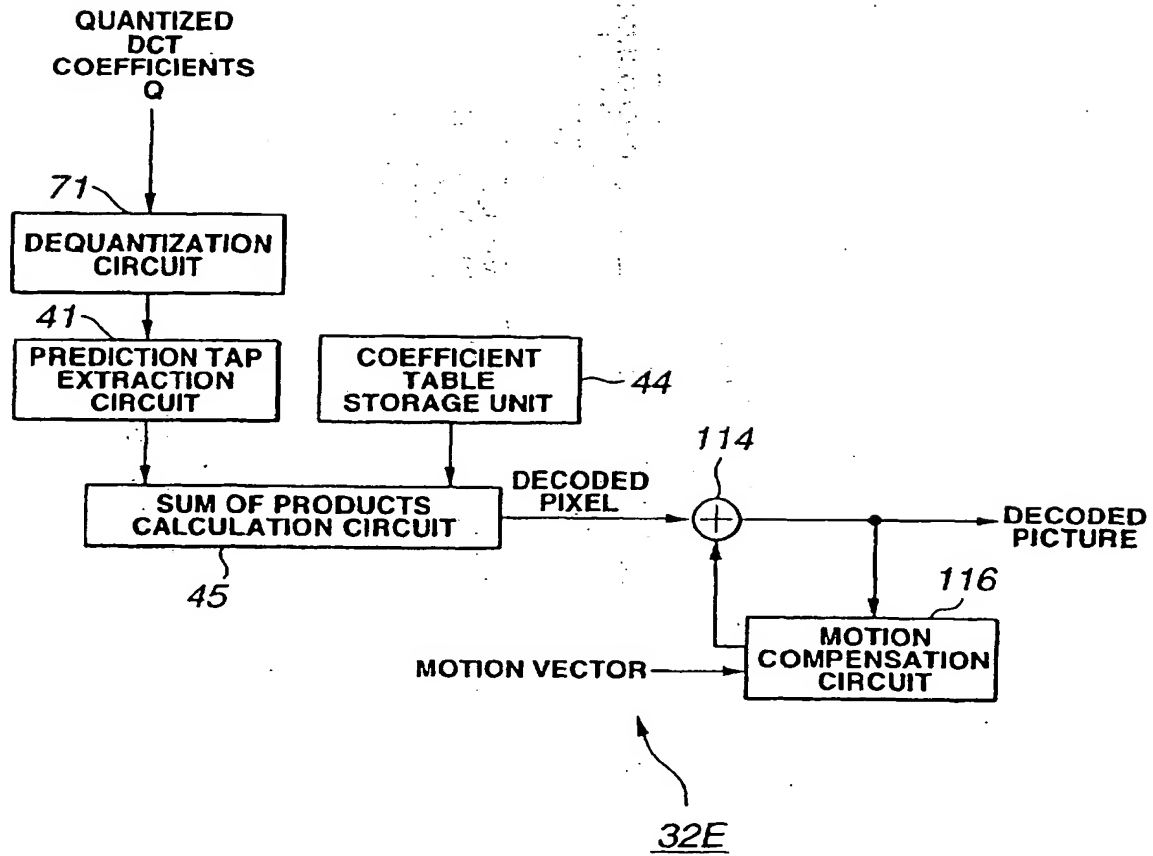 QUANTIZED
DCT
COEFFICIENTS
Q
71
DEQUANTIZATION
CIRCUIT
41
PREDICTION TAP
EXTRACTION
CIRCUIT
COEFFICIENT
TABLE
STORAGE UNIT
44
SUM OF PRODUCTS
CALCULATION CIRCUIT
45
DECODED
PIXEL
114
DECODED
PICTURE
116
MOTION
COMPENSATION
CIRCUIT
MOTION VECTOR
32E